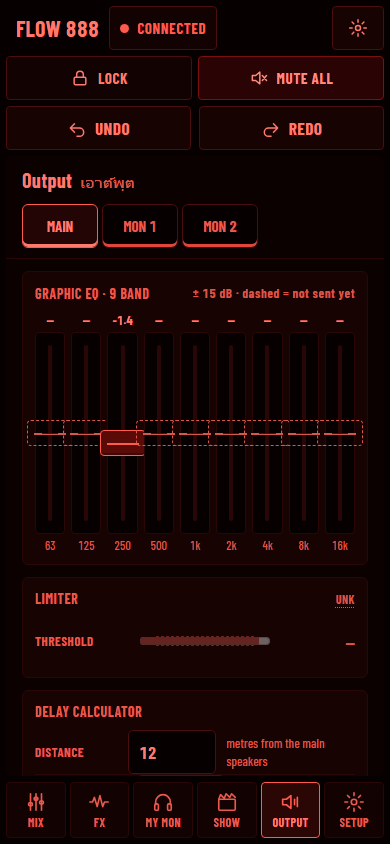 FLOW 888
CONNECTED
LOCK
MUTE ALL
UNDO
REDO
Output เอาต์พุต
MAIN
MON 1
MON 2
GRAPHIC EQ · 9 BAND
± 15 dB · dashed = not sent yet
– – -1.4 – – – – – –
63 125 250 500 1k 2k 4k 8k 16k
LIMITER
UNK
THRESHOLD
–
DELAY CALCULATOR
DISTANCE
12
metres from the main
speakers
MIX
FX
MY MON
SHOW
OUTPUT
SETUP